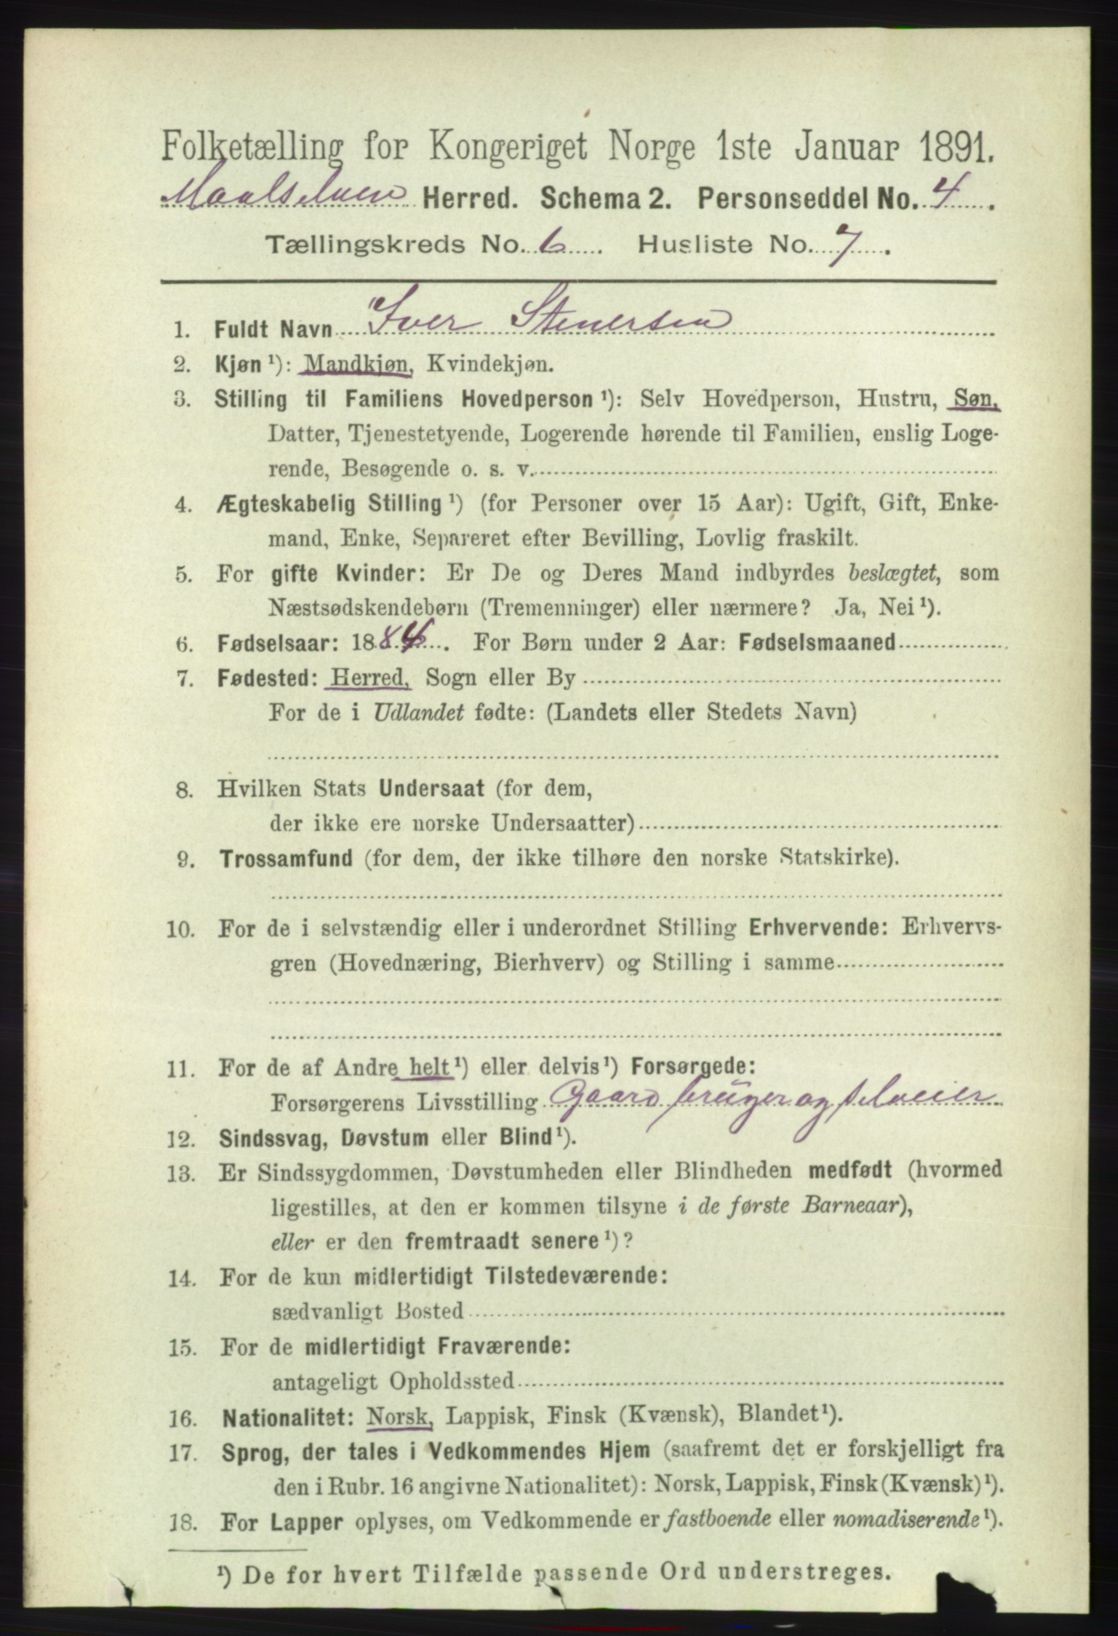 Folketælling for Kongeriget Norge 1ste Januar 1891.
Maalselven Herred. Schema 2. Personseddel No. 4.
Tællingskreds No. 6. Husliste No. 7.
1. Fuldt Navn Iver Stenersen
2. Kjøn ¹): Mandkjøn, Kvindekjøn.
3. Stilling til Familiens Hovedperson ¹): Selv Hovedperson, Hustru, Søn,
Datter, Tjenestetyende, Logerende hørende til Familien, enslig Loge-
rende, Besøgende o. s. v.
4. Ægteskabelig Stilling ¹) (for Personer over 15 Aar): Ugift, Gift, Enke-
mand, Enke, Separeret efter Bevilling, Lovlig fraskilt.
5. For gifte Kvinder: Er De og Deres Mand indbyrdes beslægtet, som
Næstsødskendebørn (Tremenninger) eller nærmere? Ja, Nei ¹).
6. Fødselsaar: 1884. For Børn under 2 Aar: Fødselsmaaned
7. Fødested: Herred, Sogn eller By
For de i Udlandet fødte: (Landets eller Stedets Navn)
8. Hvilken Stats Undersaat (for dem,
der ikke ere norske Undersaatter)
9. Trossamfund (for dem, der ikke tilhøre den norske Statskirke).
10. For de i selvstændig eller i underordnet Stilling Erhvervende: Erhvervs-
gren (Hovednæring, Bierhverv) og Stilling i samme
11. For de af Andre helt ¹) eller delvis ¹) Forsørgede:
Forsørgerens Livsstilling Gaardbruger og selveier
12. Sindssvag, Døvstum eller Blind ¹).
13. Er Sindssygdommen, Døvstumheden eller Blindheden medfødt (hvormed
ligestilles, at den er kommen tilsyne i de første Barneaar),
eller er den fremtraadt senere ¹)?
14. For de kun midlertidigt Tilstedeværende:
sædvanligt Bosted
15. For de midlertidigt Fraværende:
antageligt Opholdssted
16. Nationalitet: Norsk, Lappisk, Finsk (Kvænsk), Blandet ¹).
17. Sprog, der tales i Vedkommendes Hjem (saafremt det er forskjelligt fra
den i Rubr. 16 angivne Nationalitet): Norsk, Lappisk, Finsk (Kvænsk) ¹).
18. For Lapper oplyses, om Vedkommende er fastboende eller nomadiserende ¹).
¹) De for hvert Tilfælde passende Ord understreges.